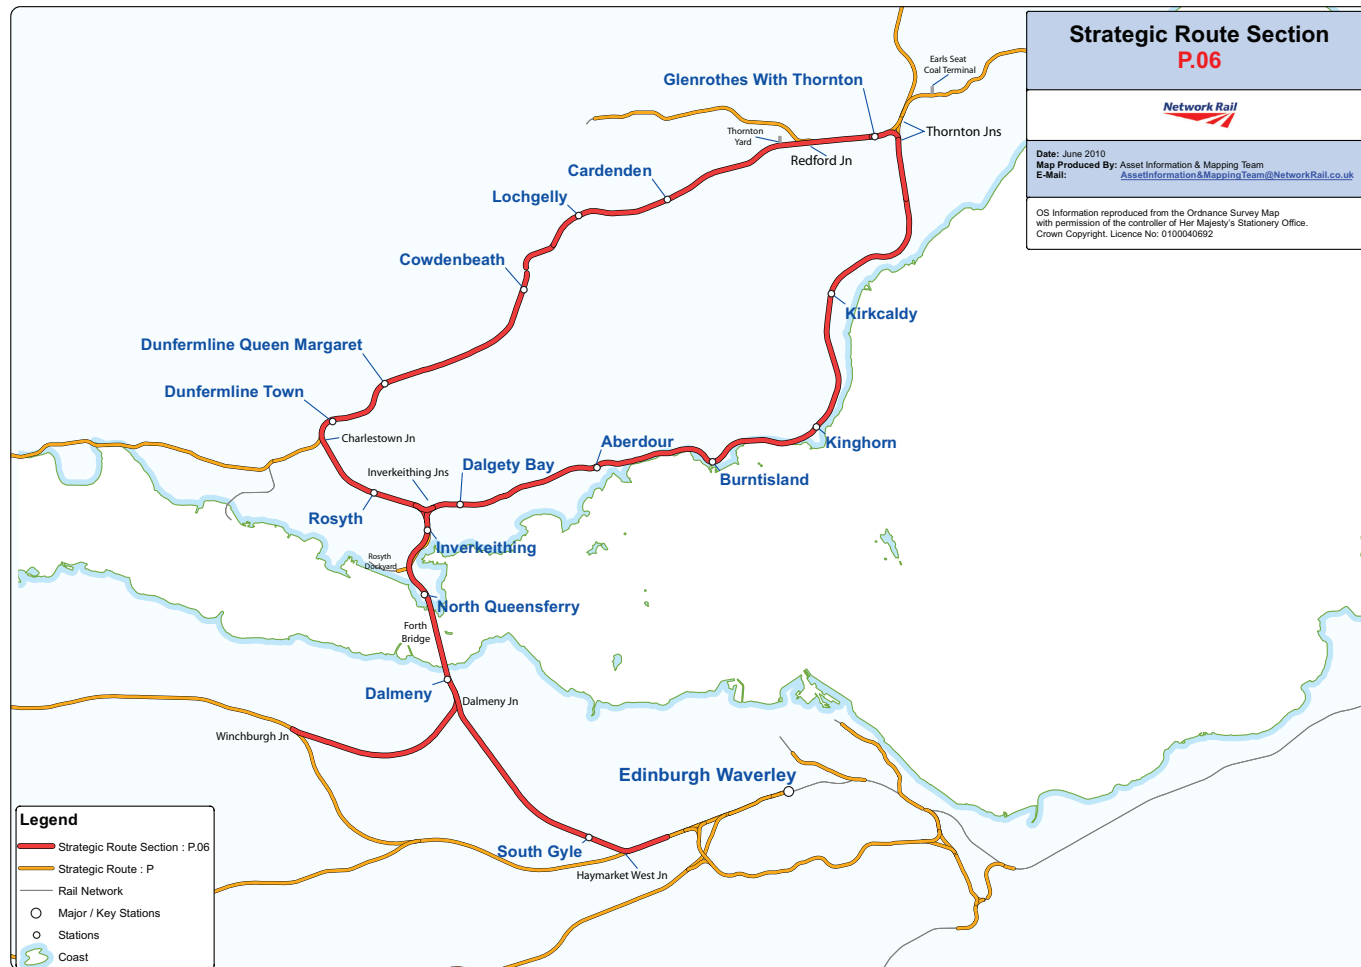 Strategic Route Section
P.06
Network Rail
Date: June 2010
Map Produced By: Asset Information & Mapping Team
E-Mail: AssetInformation&MappingTeam@NetworkRail.co.uk
OS Information reproduced from the Ordnance Survey Map
with permission of the controller of Her Majesty's Stationery Office.
Crown Copyright. Licence No: 0100040692
Earls Seat
Coal Terminal
Glenrothes With Thornton
Thornton
Yard
Thornton Jns
Redford Jn
Cardenden
Lochgelly
Cowdenbeath
Kirkcaldy
Dunfermline Queen Margaret
Dunfermline Town
Charlestown Jn
Kinghorn
Aberdour
Inverkeithing Jns
Dalgety Bay
Burntisland
Rosyth
Inverkeithing
Rosyth
Dockyard
North Queensferry
Forth
Bridge
Dalmeny
Dalmeny Jn
Winchburgh Jn
Edinburgh Waverley
South Gyle
Haymarket West Jn
Legend
Strategic Route Section : P.06
Strategic Route : P
Rail Network
Major / Key Stations
Stations
Coast